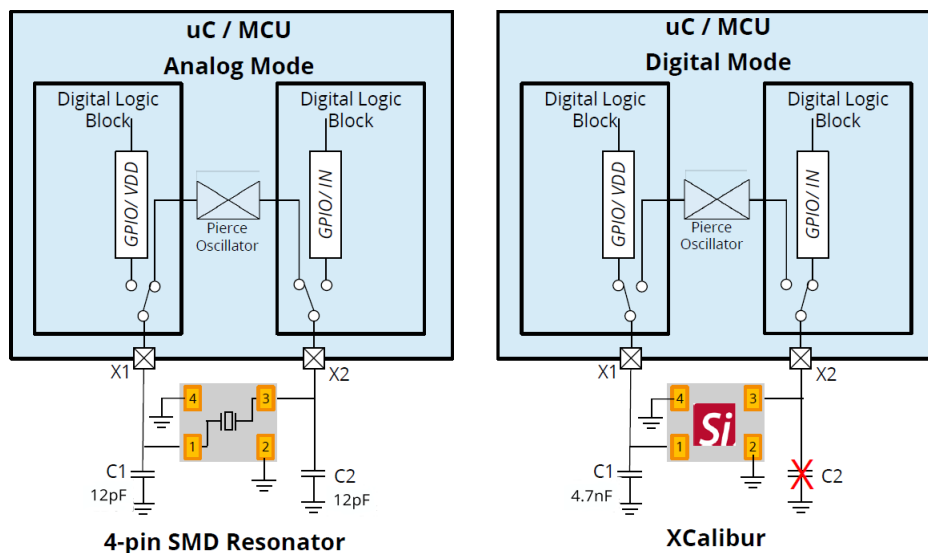 uC / MCU
Analog Mode
Digital Logic
Block
Digital Logic
Block
GPIO/ VDD
GPIO/ IN
Pierce
Oscillator
X1
X2
4
3
1
2
C1
12pF
C2
12pF
4-pin SMD Resonator
uC / MCU
Digital Mode
Digital Logic
Block
Digital Logic
Block
GPIO/ VDD
GPIO/ IN
Pierce
Oscillator
X1
X2
4
3
Si
1
2
C1
4.7nF
C2
XCalibur